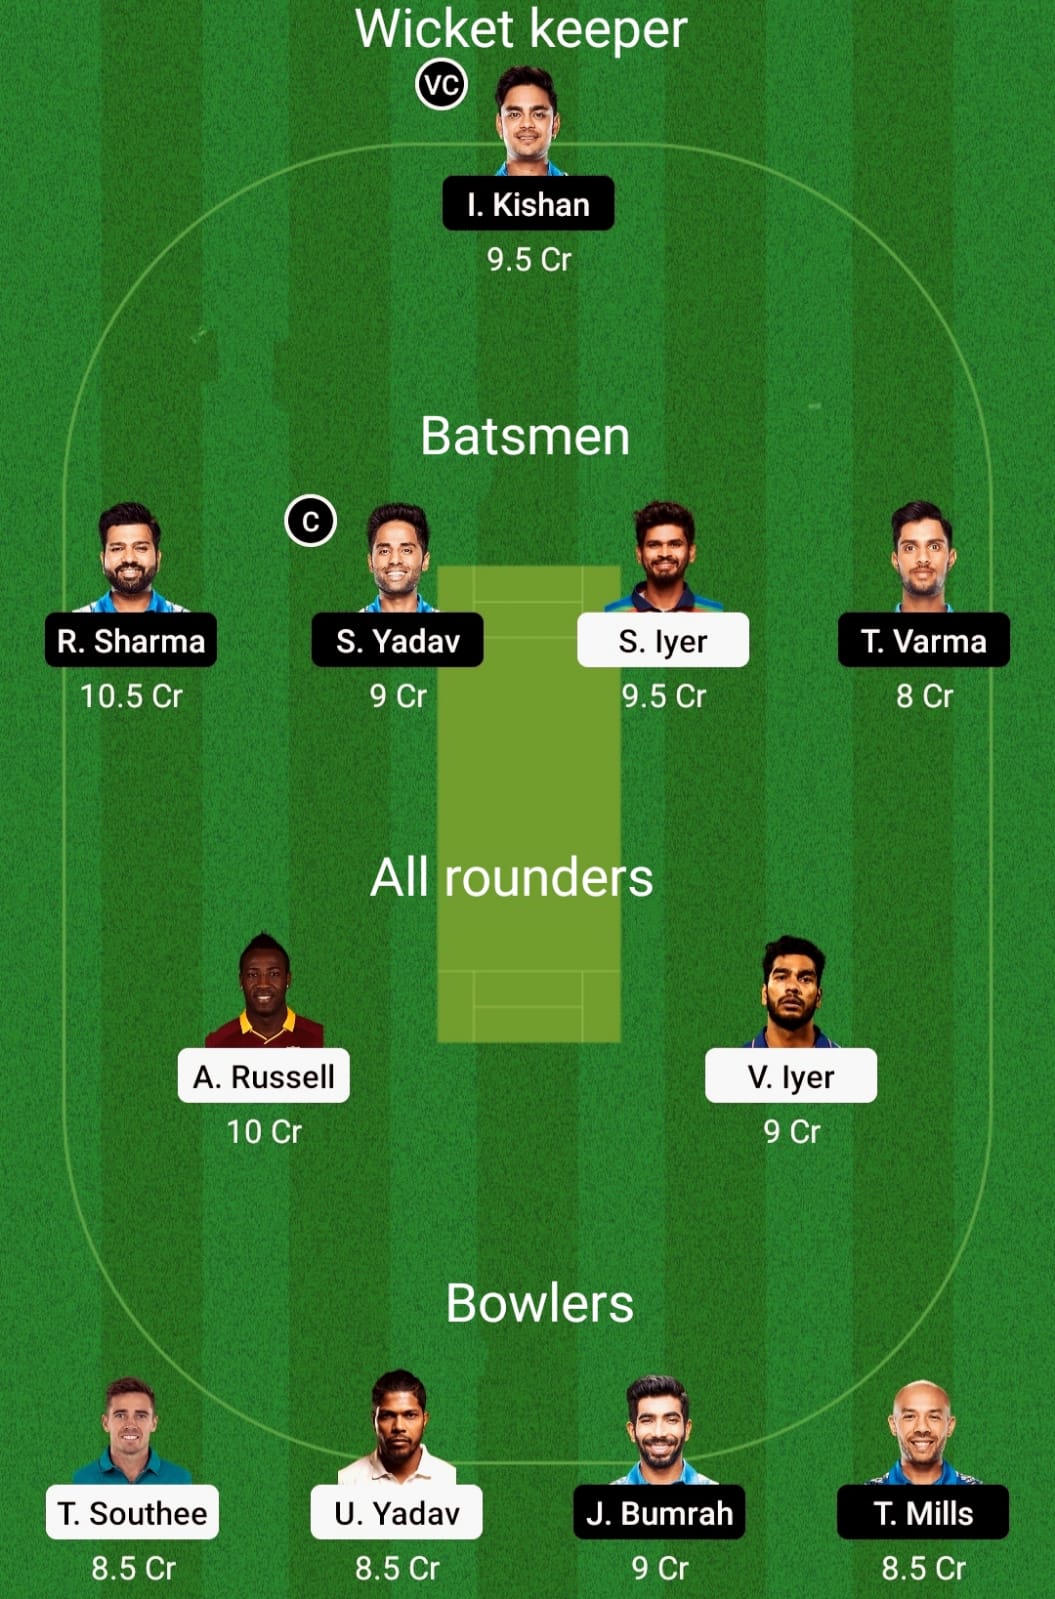 Wicket keeper
VC
I. Kishan
9.5 Cr
Batsmen
C
R. Sharma
S. Yadav
S. Iyer
T. Varma
10.5 Cr
9 Cr
9.5 Cr
8 Cr
All rounders
A. Russell
V. Iyer
10 Cr
9 Cr
Bowlers
T. Southee
U. Yadav
J. Bumrah
T. Mills
8.5 Cr
8.5 Cr
9 Cr
8.5 Cr